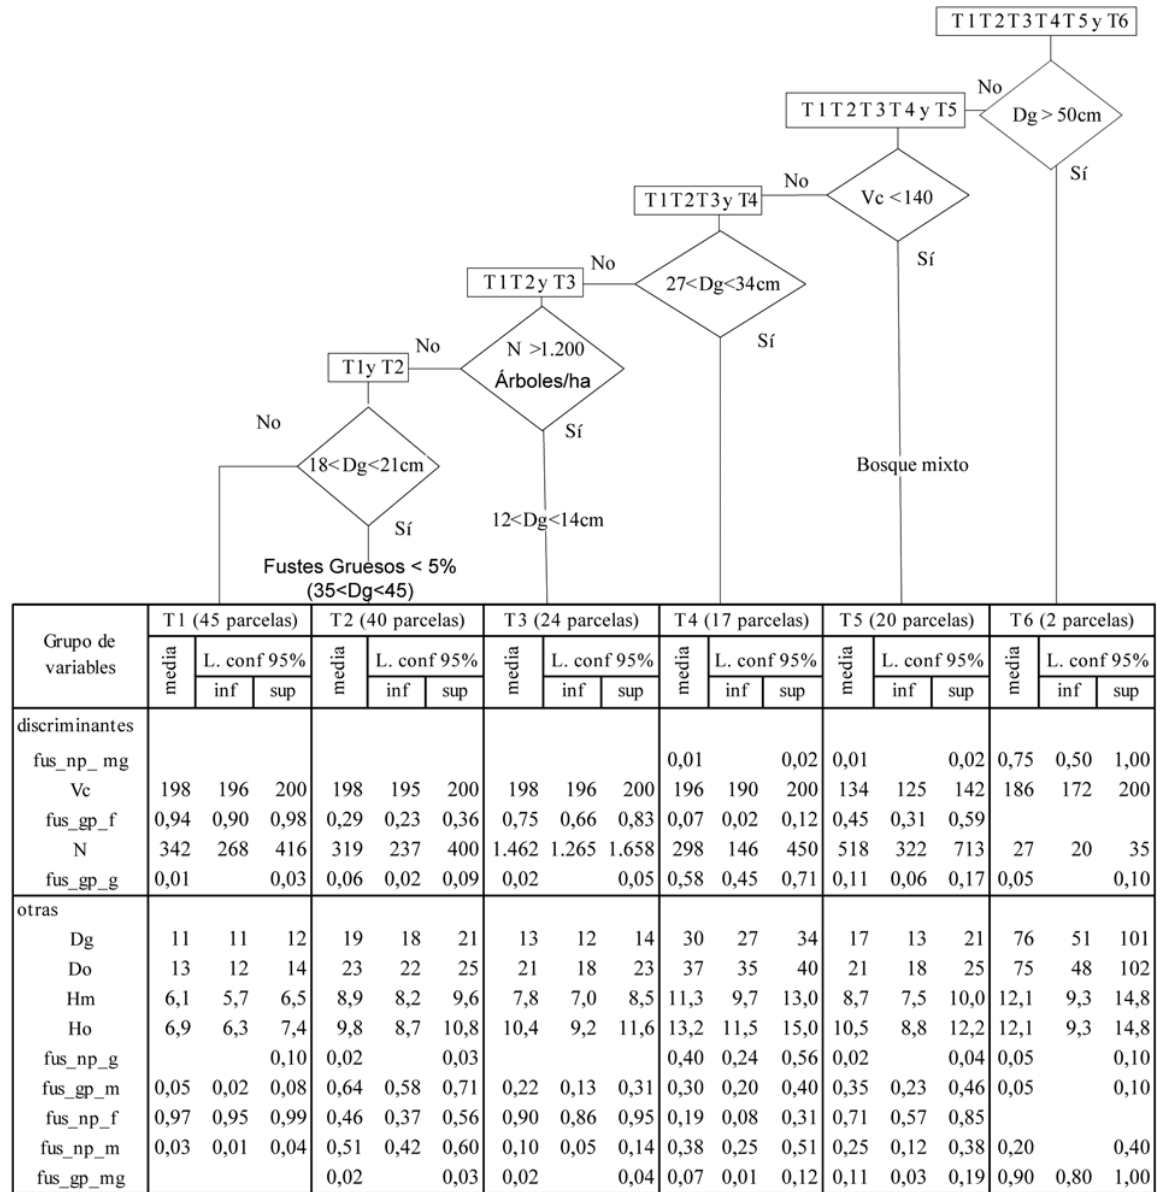 T1T2T3T4T5 y T6
No
Dg > 50cm
T1T2T3T4 y T5
Sí
No
Vc <140
T1T2T3y T4
Sí
No
27<Dg<34cm
T1T2 y T3
Sí
No
N >1.200
Árboles/ha
T1y T2
Sí
No
18<Dg<21cm
Bosque mixto
Sí
12<Dg<14cm
Fustes Gruesos < 5%
(35<Dg<45)
Grupo de variables T1 (45 parcelas) T2 (40 parcelas) T3 (24 parcelas) T4 (17 parcelas) T5 (20 parcelas) T6 (2 parcelas)
media L. conf 95% media L. conf 95% media L. conf 95% media L. conf 95% media L. conf 95% media L. conf 95%
inf sup inf sup inf sup inf sup inf sup inf sup
discriminantes
fus_np_ mg 0,01 0,02 0,01 0,02 0,75 0,50 1,00
Vc 198 196 200 198 195 200 198 196 200 196 190 200 134 125 142 186 172 200
fus_gp_f 0,94 0,90 0,98 0,29 0,23 0,36 0,75 0,66 0,83 0,07 0,02 0,12 0,45 0,31 0,59
N 342 268 416 319 237 400 1.462 1.265 1.658 298 146 450 518 322 713 27 20 35
fus_gp_g 0,01 0,03 0,06 0,02 0,09 0,02 0,05 0,58 0,45 0,71 0,11 0,06 0,17 0,05 0,10
otras
Dg 11 11 12 19 18 21 13 12 14 30 27 34 17 13 21 76 51 101
Do 13 12 14 23 22 25 21 18 23 37 35 40 21 18 25 75 48 102
Hm 6,1 5,7 6,5 8,9 8,2 9,6 7,8 7,0 8,5 11,3 9,7 13,0 8,7 7,5 10,0 12,1 9,3 14,8
Ho 6,9 6,3 7,4 9,8 8,7 10,8 10,4 9,2 11,6 13,2 11,5 15,0 10,5 8,8 12,2 12,1 9,3 14,8
fus_np_g 0,10 0,02 0,03 0,40 0,24 0,56 0,02 0,04 0,05 0,10
fus_gp_m 0,05 0,02 0,08 0,64 0,58 0,71 0,22 0,13 0,31 0,30 0,20 0,40 0,35 0,23 0,46 0,05 0,10
fus_np_f 0,97 0,95 0,99 0,46 0,37 0,56 0,90 0,86 0,95 0,19 0,08 0,31 0,71 0,57 0,85
fus_np_m 0,03 0,01 0,04 0,51 0,42 0,60 0,10 0,05 0,14 0,38 0,25 0,51 0,25 0,12 0,38 0,20 0,40
fus_gp_mg 0,02 0,03 0,02 0,04 0,07 0,01 0,12 0,11 0,03 0,19 0,90 0,80 1,00